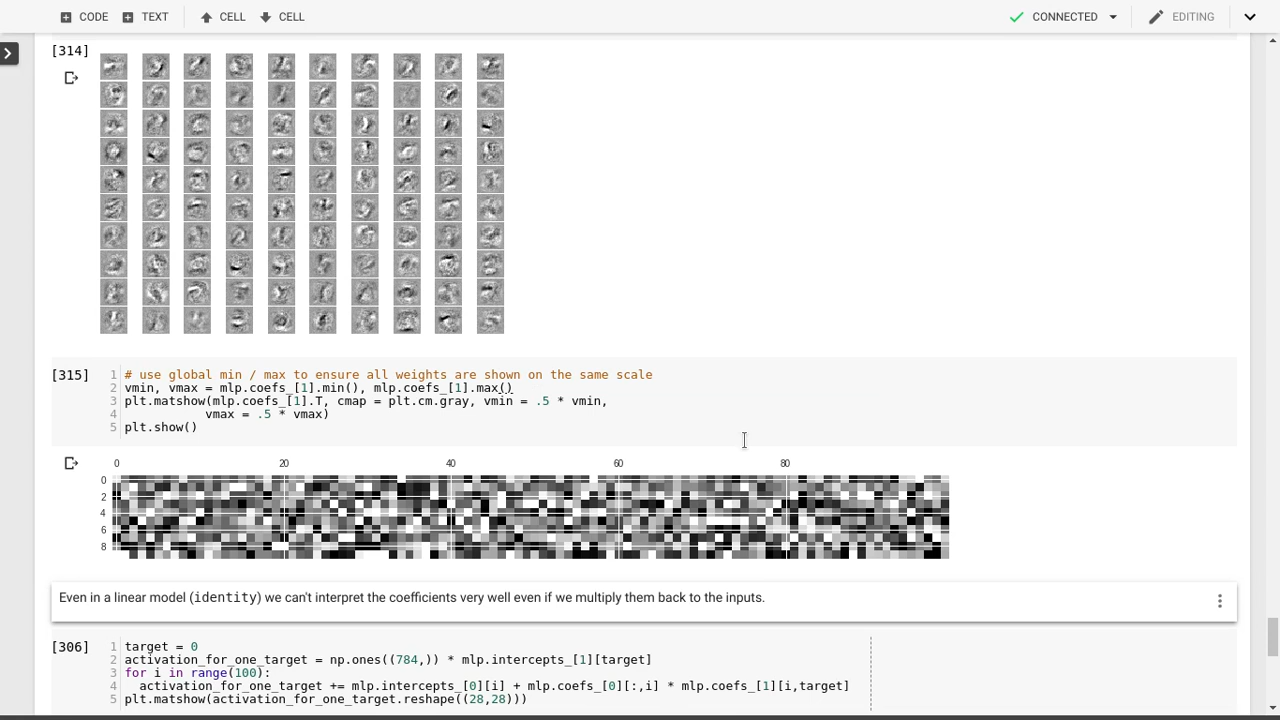 CODE TEXT CELL CELL CONNECTED EDITING
[314]
[315]
1 # use global min / max to ensure all weights are shown on the same scale
2 vmin, vmax = mlp.coefs_[1].min(), mlp.coefs_[1].max()
3 plt.matshow(mlp.coefs_[1].T, cmap = plt.cm.gray, vmin = .5 * vmin,
4 vmax = .5 * vmax)
5 plt.show()
0 20 40 60 80
0
2
4
6
8
Even in a linear model (identity) we can't interpret the coefficients very well even if we multiply them back to the inputs.
[306]
1 target = 0
2 activation_for_one_target = np.ones((784,)) * mlp.intercepts_[1][target]
3 for i in range(100):
4 activation_for_one_target += mlp.intercepts_[0][i] + mlp.coefs_[0][:,i] * mlp.coefs_[1][i,target]
5 plt.matshow(activation_for_one_target.reshape((28,28)))